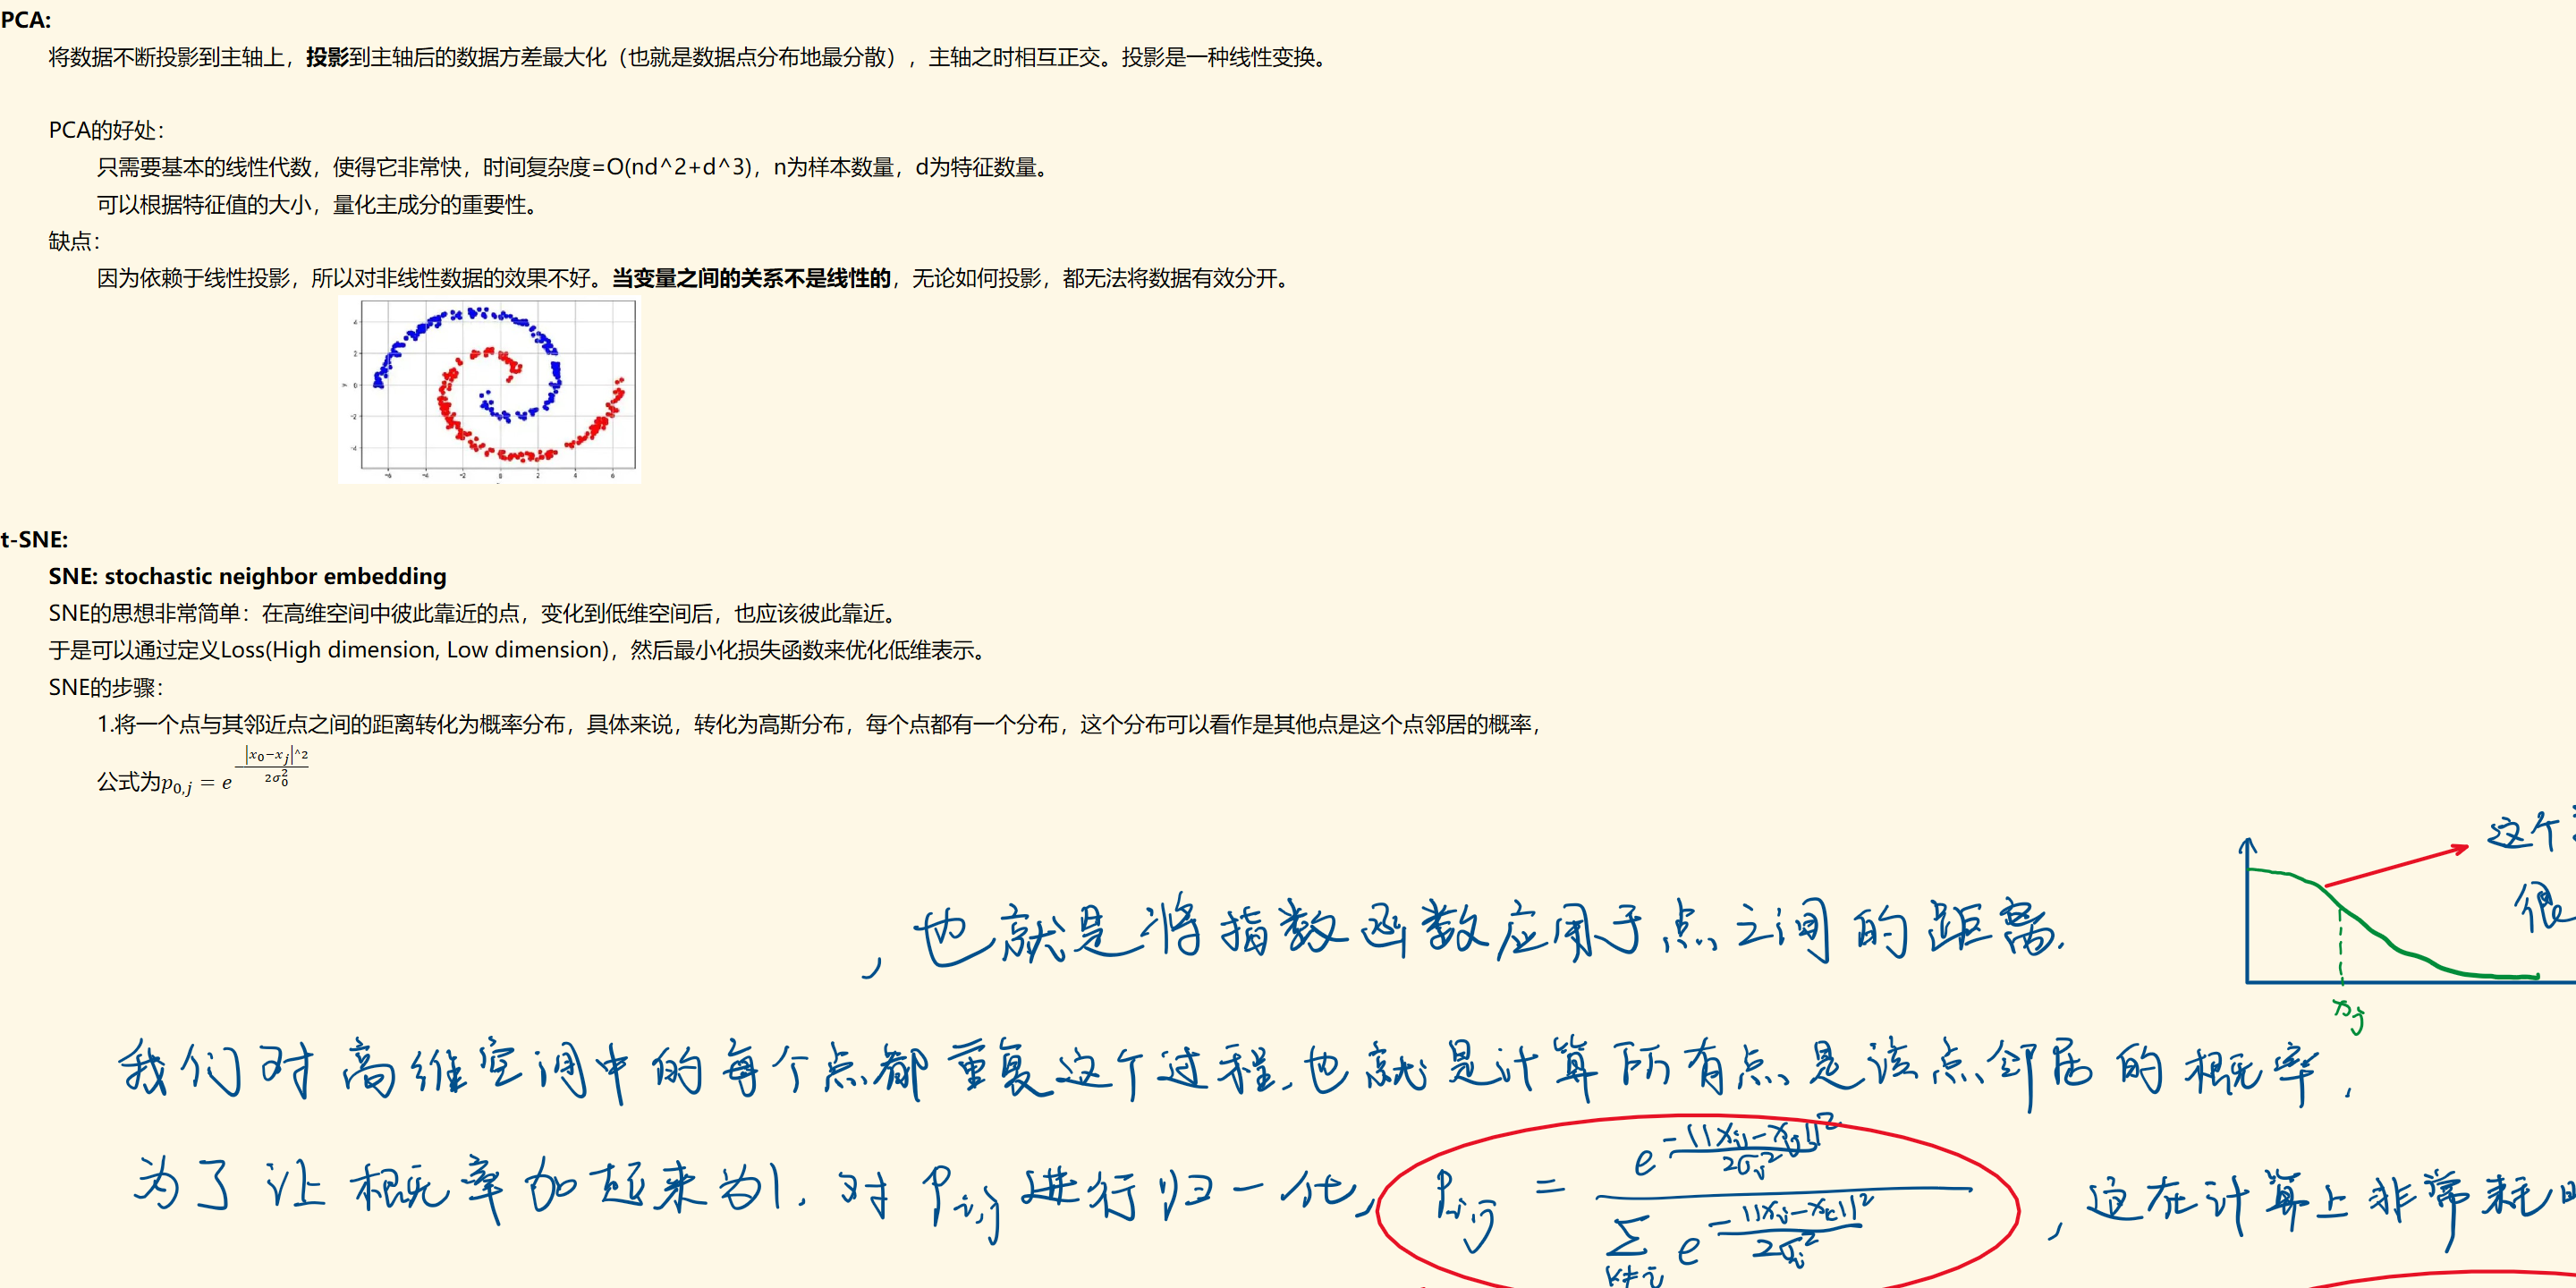 PCA:
将数据不断投影到主轴上，投影到主轴后的数据方差最大化（也就是数据点分布地最分散），主轴之时相互正交。投影是一种线性变换。
PCA的好处：
只需要基本的线性代数，使得它非常快，时间复杂度=O(nd^2+d^3)，n为样本数量，d为特征数量。
可以根据特征值的大小，量化主成分的重要性。
缺点：
因为依赖于线性投影，所以对非线性数据的效果不好。当变量之间的关系不是线性的，无论如何投影，都无法将数据有效分开。
4
2
0
-2
-4
-6 -4 -2 0 2 4 6
t-SNE:
SNE: stochastic neighbor embedding
SNE的思想非常简单：在高维空间中彼此靠近的点，变化到低维空间后，也应该彼此靠近。
于是可以通过定义Loss(High dimension, Low dimension)，然后最小化损失函数来优化低维表示。
SNE的步骤：
1.将一个点与其邻近点之间的距离转化为概率分布，具体来说，转化为高斯分布，每个点都有一个分布，这个分布可以看作是其他点是这个点邻居的概率，
公式为p_{0,j} = e^{-\frac{|x_0-x_j|^2}{2σ_0^2}}
这个
很
，也就是将指数函数应用于点之间的距离.
x_j
我们对高维空间中的每个点都重复这个过程,也就是计算所有点是该点邻居的概率,
为了让概率加起来为1,对P_{i,j}进行归一化, P_{i,j} = \frac{e^{-\frac{||x_i-x_j||^2}{2σ_i^2}}}{\sum_{k≠i} e^{-\frac{||x_i-x_k||^2}{2σ_i^2}}} , 这在计算上非常耗